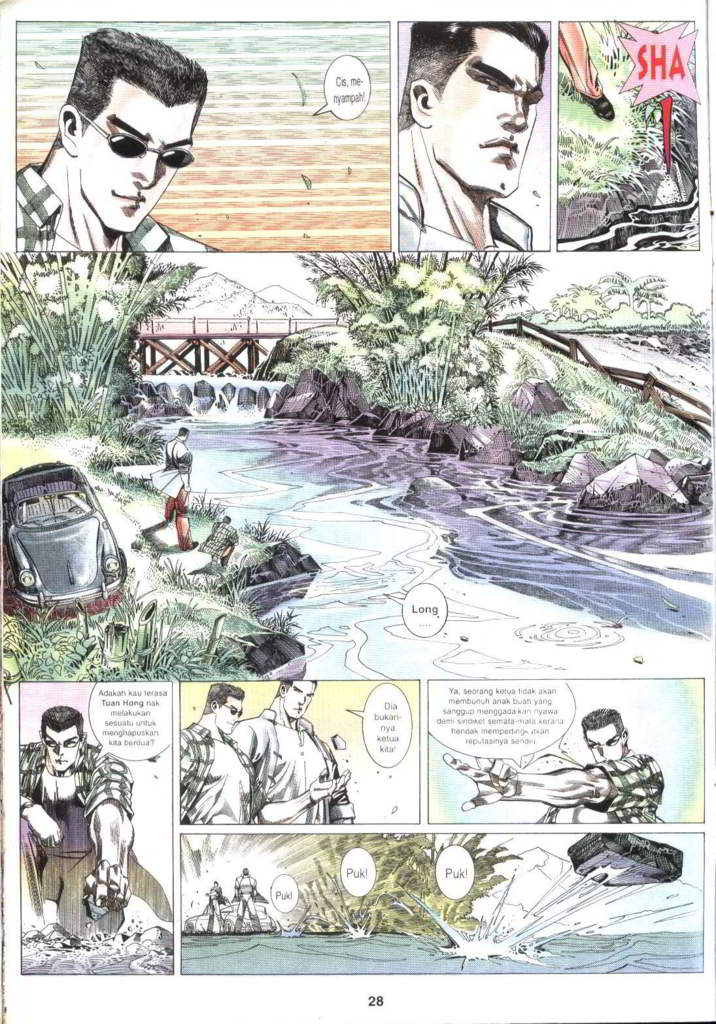 Cis, me-
nyampah!
SHA
!
Long
....
Adakah kau terasa
Tuan Hong nak
melakukan
sesuatu untuk
menghapuskan
kita berdua?
Dia
bukan-
nya
ketua
kita!
Ya, seorang ketua tidak akan
membunuh anak buah yang
sanggup menggadaikan nyawa
demi sindiket semata-mata kerana
hendak mempertingkatkan
reputasinya sendiri.
Puk!
Puk!
Puk!
28